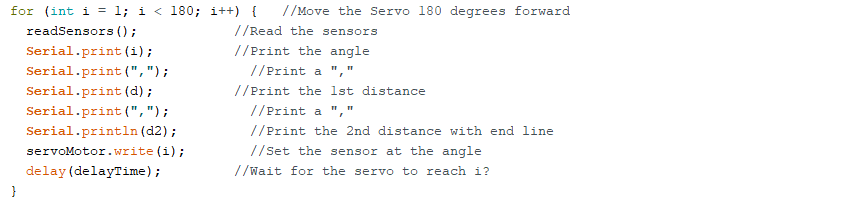 for (int i = 1; i < 180; i++) {   //Move the Servo 180 degrees forward
  readSensors();            //Read the sensors
  Serial.print(i);          //Print the angle
  Serial.print(",");          //Print a ","
  Serial.print(d);          //Print the 1st distance
  Serial.print(",");          //Print a ","
  Serial.println(d2);         //Print the 2nd distance with end line
  servoMotor.write(i);        //Set the sensor at the angle
  delay(delayTime);         //Wait for the servo to reach i?
}